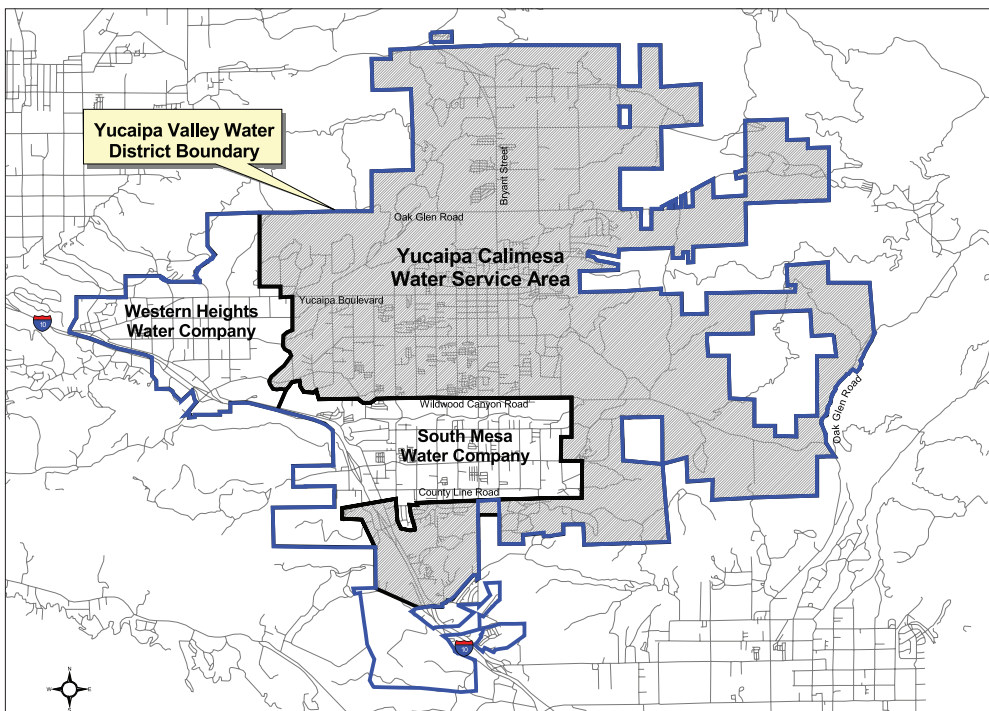 Yucaipa Valley Water
District Boundary
Bryant Street
Oak Glen Road
Yucaipa Calimesa
Water Service Area
Yucaipa Boulevard
Western Heights
Water Company
10
Wildwood Canyon Road
South Mesa
Water Company
Oak Glen Road
County Line Road
10
N
W
E
S